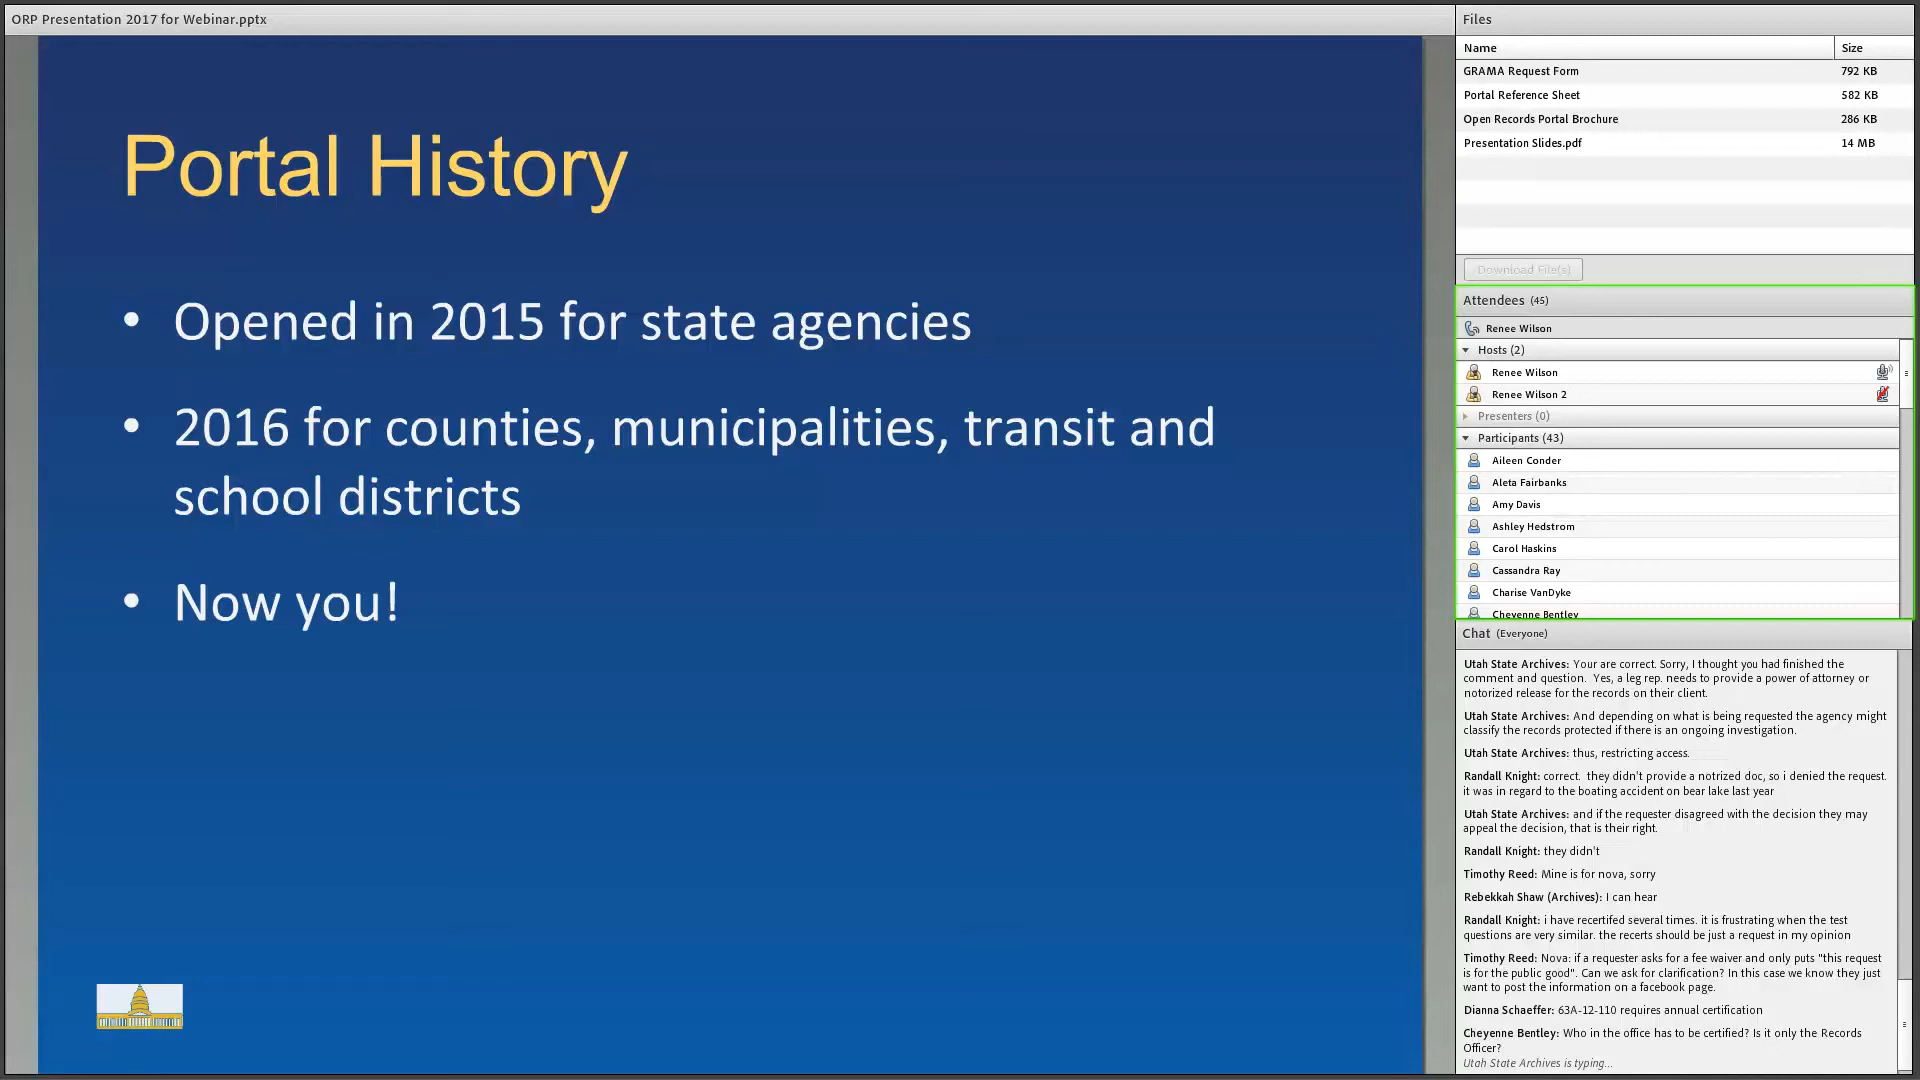 ORP Presentation 2017 for Webinar.pptx
Portal History
• Opened in 2015 for state agencies
• 2016 for counties, municipalities, transit and
school districts
• Now you!
Files
Name Size
GRAMA Request Form 792 KB
Portal Reference Sheet 582 KB
Open Records Portal Brochure 286 KB
Presentation Slides.pdf 14 MB
Download File(s)
Attendees (45)
Renee Wilson
Hosts (2)
Renee Wilson
Renee Wilson 2
Presenters (0)
Participants (43)
Aileen Conder
Aleta Fairbanks
Amy Davis
Ashley Hedstrom
Carol Haskins
Cassandra Ray
Charise VanDyke
Cheyenne Bentley
Chat (Everyone)
Utah State Archives: Your are correct. Sorry, I thought you had finished the
comment and question. Yes, a leg rep. needs to provide a power of attorney or
notorized release for the records on their client.
Utah State Archives: And depending on what is being requested the agency might
classify the records protected if there is an ongoing investigation.
Utah State Archives: thus, restricting access.
Randall Knight: correct. they didn't provide a notrized doc, so i denied the request.
it was in regard to the boating accident on bear lake last year
Utah State Archives: and if the requester disagreed with the decision they may
appeal the decision, that is their right.
Randall Knight: they didn't
Timothy Reed: Mine is for nova, sorry
Rebekkah Shaw (Archives): I can hear
Randall Knight: i have recertifed several times. it is frustrating when the test
questions are very similar. the recerts should be just a request in my opinion
Timothy Reed: Nova: if a requester asks for a fee waiver and only puts "this request
is for the public good". Can we ask for clarification? In this case we know they just
want to post the information on a facebook page.
Dianna Schaeffer: 63A-12-110 requires annual certification
Cheyenne Bentley: Who in the office has to be certified? Is it only the Records
Officer?
Utah State Archives is typing...